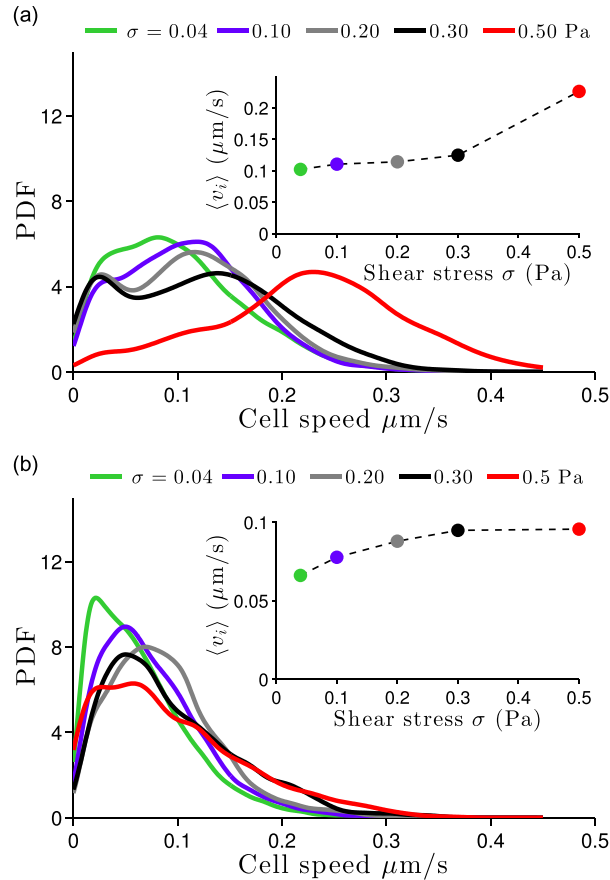 (a)
σ = 0.04 0.10 0.20 0.30 0.50 Pa
PDF
12
8
4
0
0 0.1 0.2 0.3 0.4 0.5
Cell speed μm/s
⟨v_i⟩ (μm/s)
0.2
0.15
0.1
0.05
0
0 0.1 0.2 0.3 0.4 0.5
Shear stress σ (Pa)
(b)
σ = 0.04 0.10 0.20 0.30 0.5 Pa
PDF
12
8
4
0
0 0.1 0.2 0.3 0.4 0.5
Cell speed μm/s
⟨v_i⟩ (μm/s)
0.1
0.05
0
0 0.1 0.2 0.3 0.4 0.5
Shear stress σ (Pa)